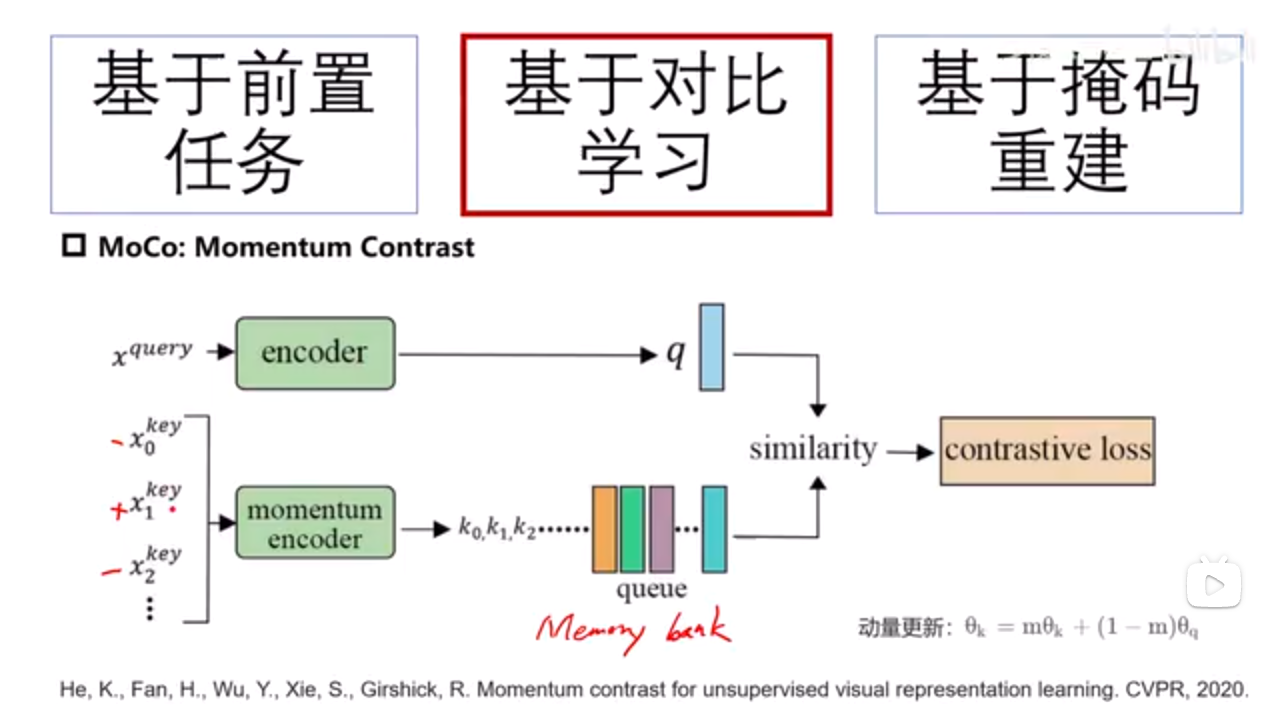 基于前置
任务
基于对比
学习
基于掩码
重建
bilibili
MoCo: Momentum Contrast
x^query
encoder
q
- x_0^key
+ x_1^key
- x_2^key
⋮
momentum
encoder
k_0,k_1,k_2······
...
queue
Memory bank
similarity
contrastive loss
动量更新: θ_k = mθ_k + (1 − m)θ_q
He, K., Fan, H., Wu, Y., Xie, S., Girshick, R. Momentum contrast for unsupervised visual representation learning. CVPR, 2020.